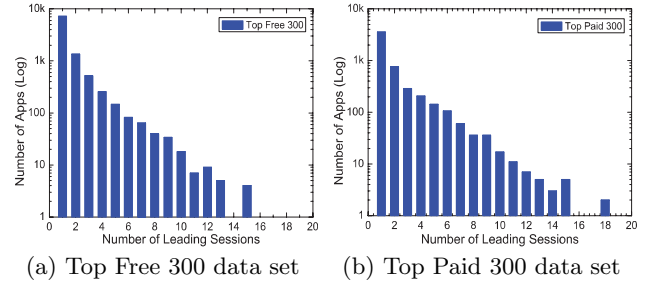 10k
1k
100
10
1
Number of Apps (Log)
Top Free 300
0 2 4 6 8 10 12 14 16 18 20
Number of Leading Sessions
(a) Top Free 300 data set
10k
1k
100
10
1
Number of Apps (Log)
Top Paid 300
0 2 4 6 8 10 12 14 16 18 20
Number of Leading Sessions
(b) Top Paid 300 data set